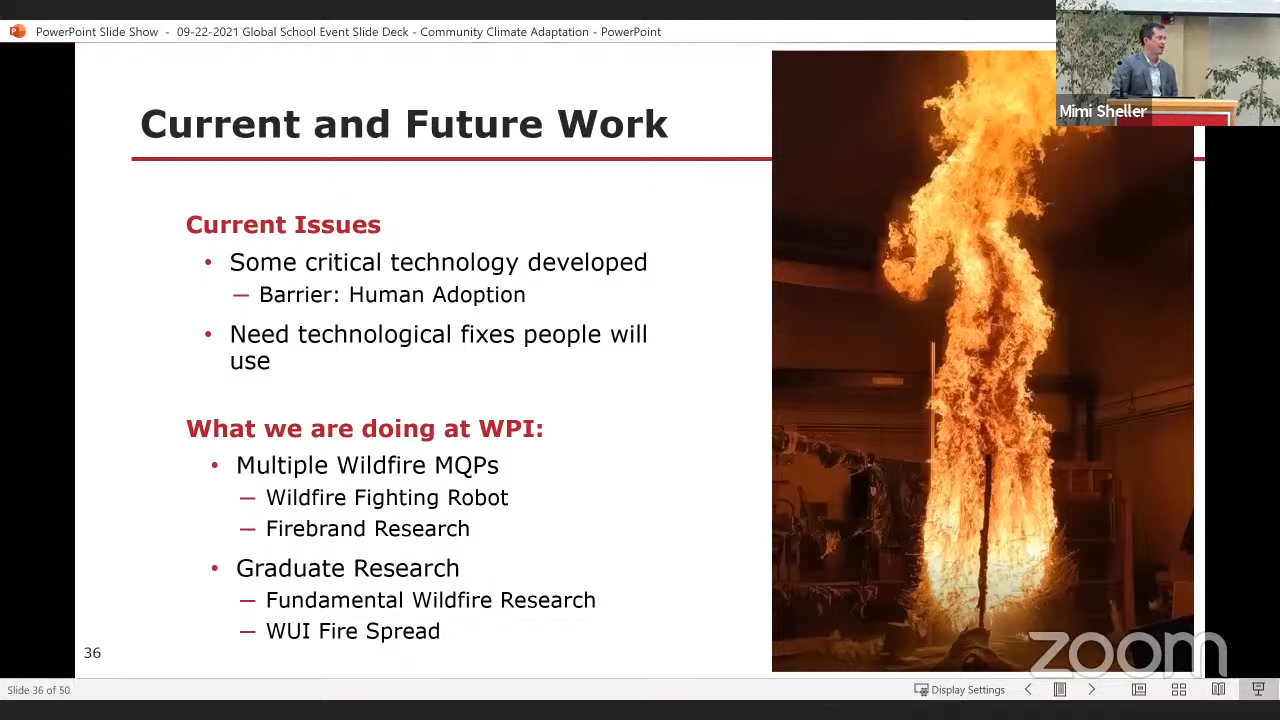 PowerPoint Slide Show - 09-22-2021 Global School Event Slide Deck - Community Climate Adaptation - PowerPoint
Mimi Sheller
Current and Future Work
Current Issues
• Some critical technology developed
— Barrier: Human Adoption
• Need technological fixes people will
use
What we are doing at WPI:
• Multiple Wildfire MQPs
— Wildfire Fighting Robot
— Firebrand Research
• Graduate Research
— Fundamental Wildfire Research
— WUI Fire Spread
36
zoom
Slide 36 of 50
Display Settings